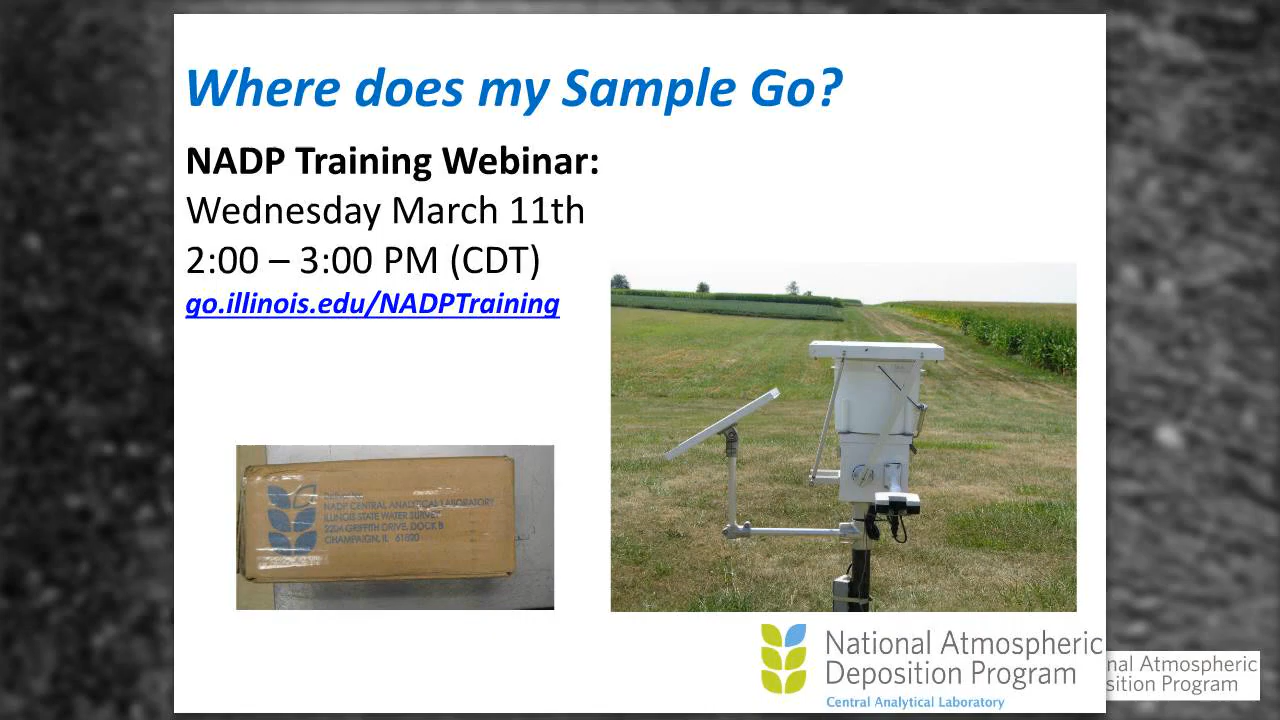 Where does my Sample Go?
NADP Training Webinar:
Wednesday March 11th
2:00 – 3:00 PM (CDT)
go.illinois.edu/NADPTraining
NADP CENTRAL ANALYTICAL LABORATORY
ILLINOIS STATE WATER SURVEY
2204 GRIFFITH DRIVE, DOCK B
CHAMPAIGN, IL 61820
National Atmospheric
Deposition Program
Central Analytical Laboratory
nal Atmospheric
sition Program